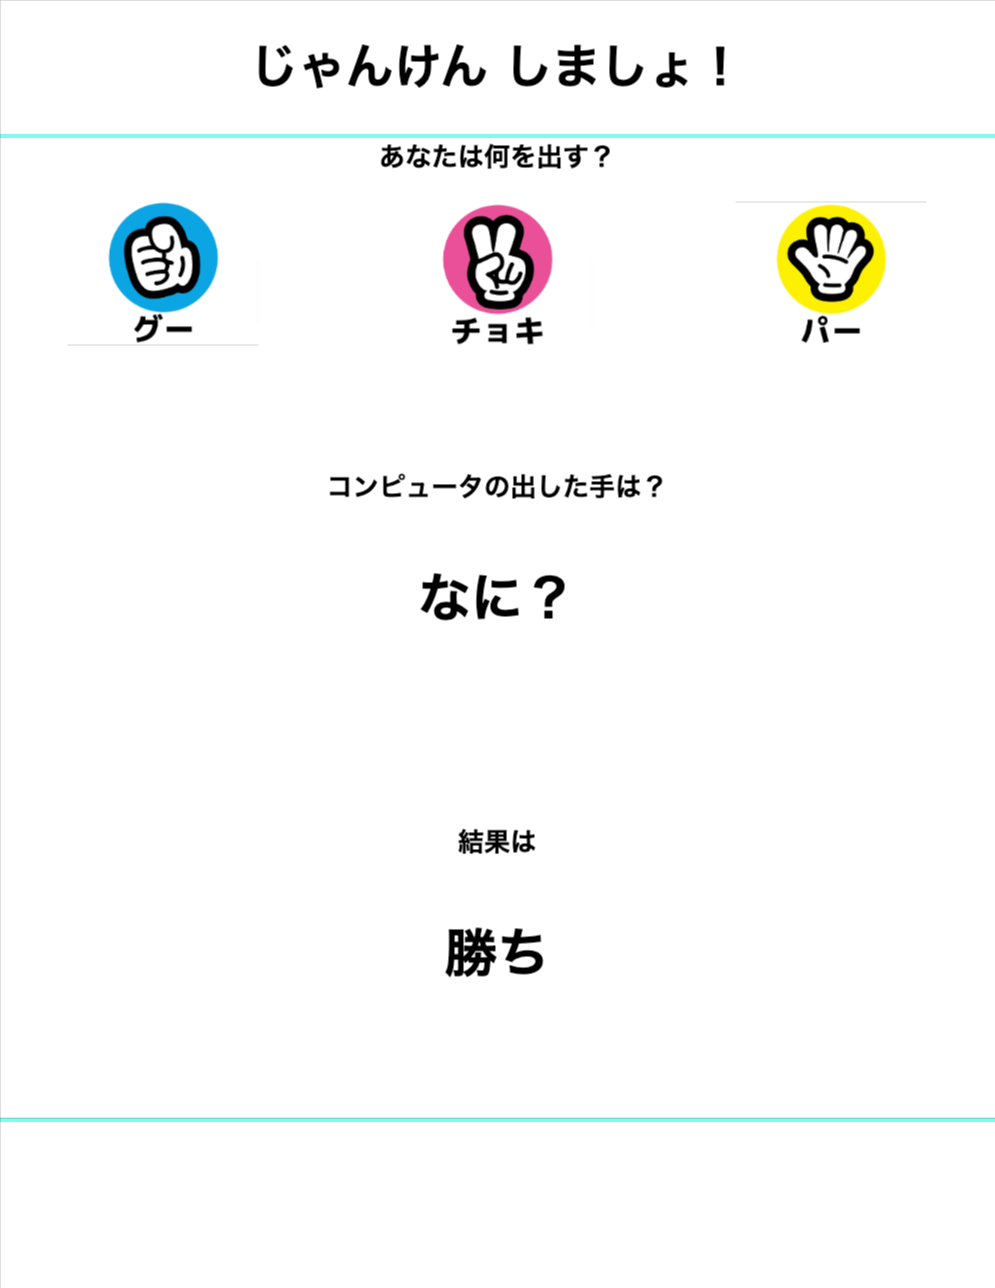 じゃんけん しましょ！
あなたは何を出す？
グー チョキ パー
コンピュータの出した手は？
なに？
結果は
勝ち